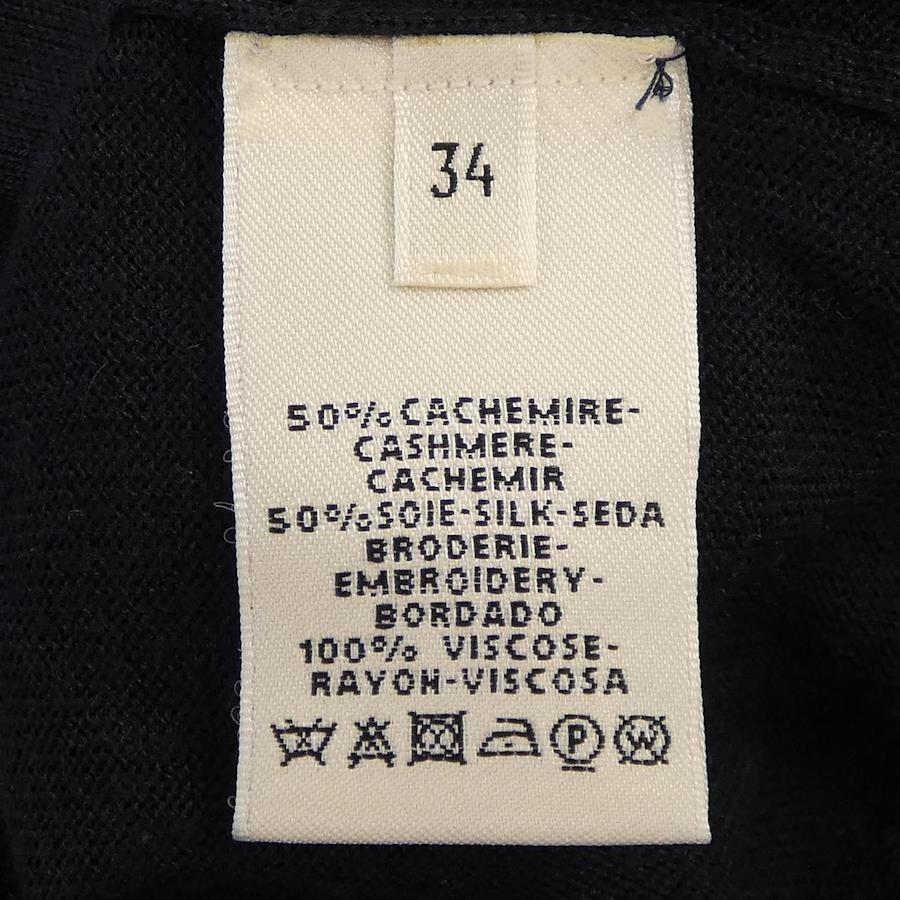 34
50% CACHEMIRE-
CASHMERE-
CACHEMIR
50% SOIE-SILK-SEDA
BRODERIE-
EMBROIDERY-
BORDADO
100% VISCOSE-
RAYON-VISCOSA
P W